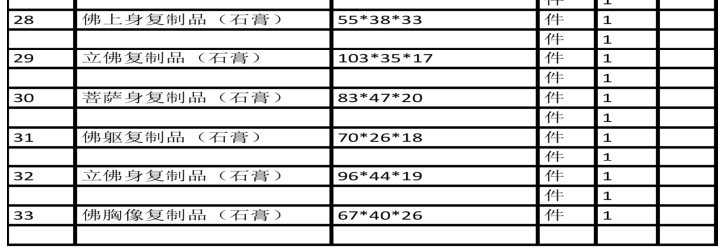 件 1
28 佛上身复制品（石膏） 55*38*33 件 1
件 1
29 立佛复制品（石膏） 103*35*17 件 1
件 1
30 菩萨身复制品（石膏） 83*47*20 件 1
件 1
31 佛躯复制品（石膏） 70*26*18 件 1
件 1
32 立佛身复制品（石膏） 96*44*19 件 1
件 1
33 佛胸像复制品（石膏） 67*40*26 件 1